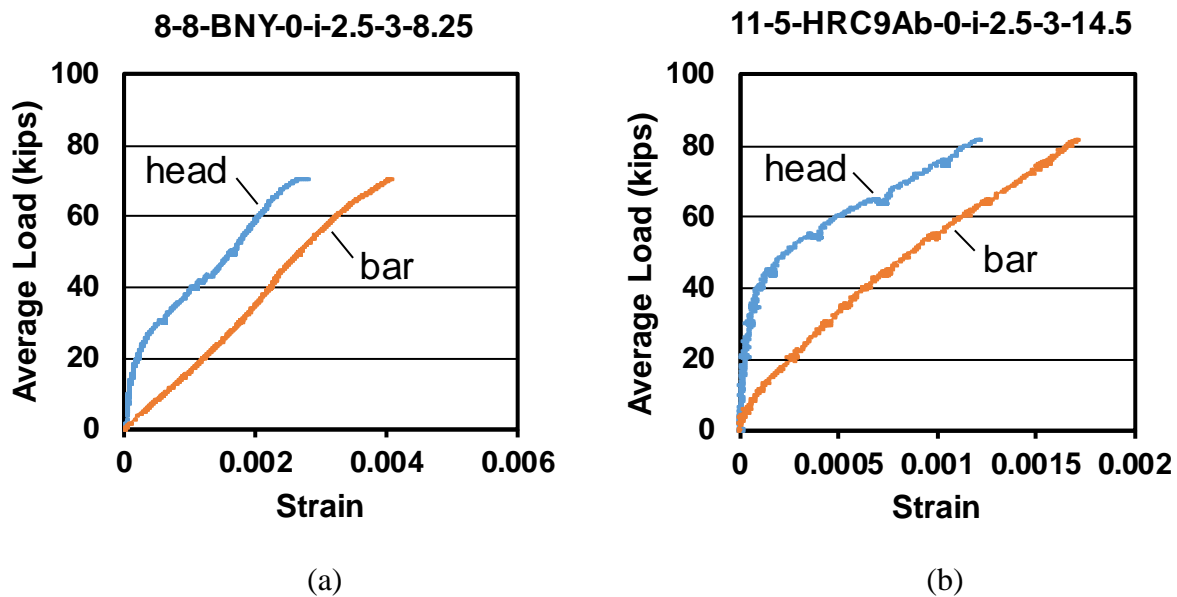 8-8-BNY-0-i-2.5-3-8.25
100
80
60
40
20
0
Average Load (kips)
head
bar
0 0.002 0.004 0.006
Strain
(a)
11-5-HRC9Ab-0-i-2.5-3-14.5
100
80
60
40
20
0
Average Load (kips)
head
bar
0 0.0005 0.001 0.0015 0.002
Strain
(b)